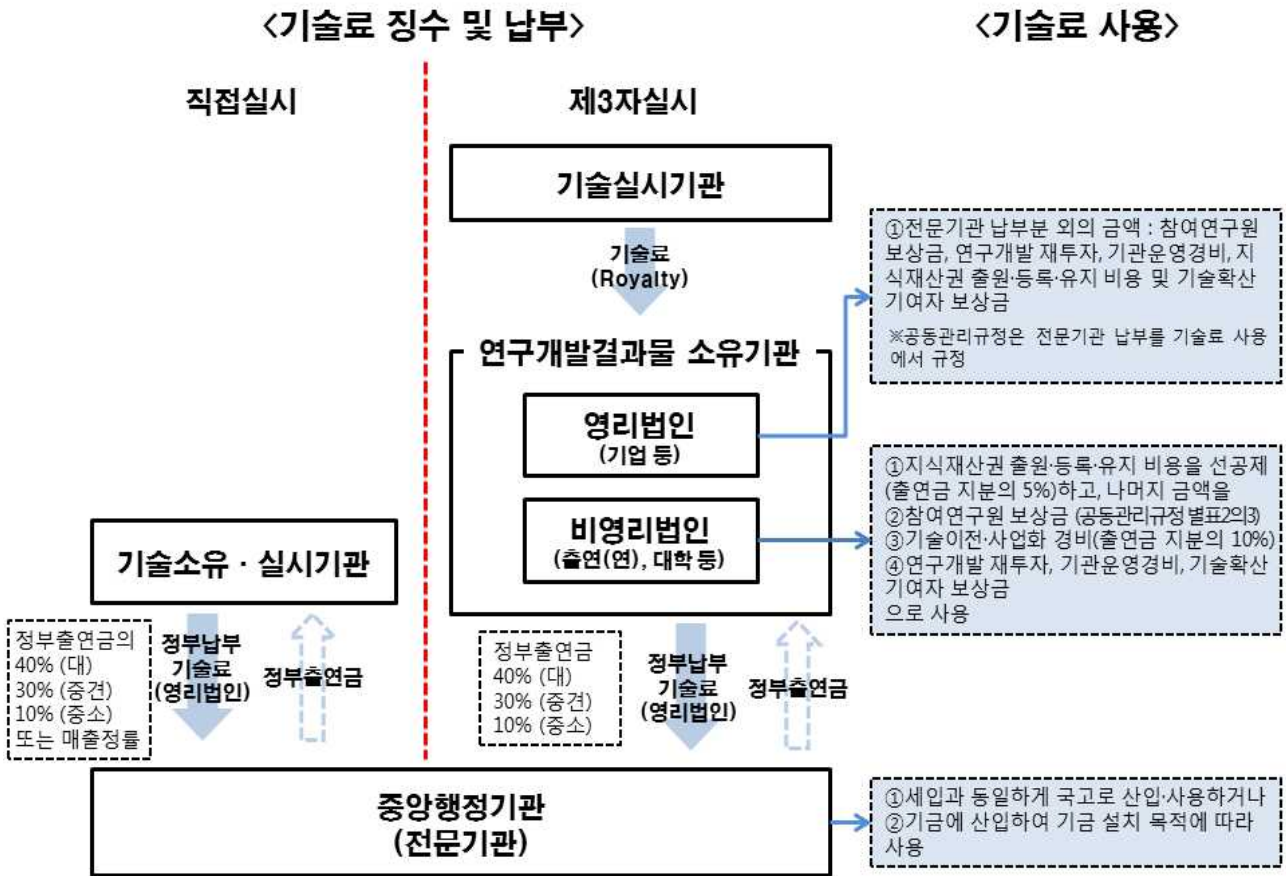 <기술료 징수 및 납부>
<기술료 사용>
직접실시
제3자실시
기술실시기관
기술료
(Royalty)
연구개발결과물 소유기관
영리법인
(기업 등)
비영리법인
(출연(연), 대학 등)
기술소유 · 실시기관
정부출연금의
40% (대)
30% (중견)
10% (중소)
또는 매출정률
정부납부
기술료
(영리법인)
정부출연금
정부출연금
40% (대)
30% (중견)
10% (중소)
정부납부
기술료
(영리법인)
정부출연금
중앙행정기관
(전문기관)
①전문기관 납부분 외의 금액 : 참여연구원
보상금, 연구개발 재투자, 기관운영경비, 지
식재산권 출원·등록·유지 비용 및 기술확산
기여자 보상금
※공동관리규정은 전문기관 납부를 기술료 사용
에서 규정
①지식재산권 출원·등록·유지 비용을 선공제
(출연금 지분의 5%)하고, 나머지 금액을
②참여연구원 보상금 (공동관리규정 별표2의3)
③기술이전·사업화 경비(출연금 지분의 10%)
④연구개발 재투자, 기관운영경비, 기술확산
기여자 보상금
으로 사용
①세입과 동일하게 국고로 산입·사용하거나
②기금에 산입하여 기금 설치 목적에 따라
사용